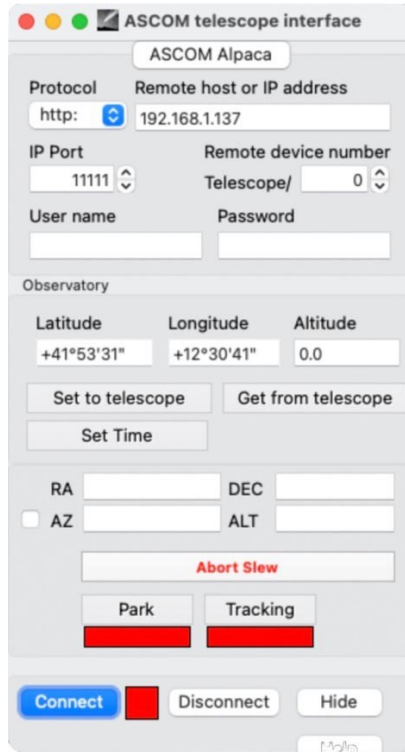 ASCOM telescope interface
ASCOM Alpaca
Protocol Remote host or IP address
http: 192.168.1.137
IP Port Remote device number
11111 Telescope/ 0
User name Password
Observatory
Latitude Longitude Altitude
+41°53'31" +12°30'41" 0.0
Set to telescope Get from telescope
Set Time
RA DEC
AZ ALT
Abort Slew
Park Tracking
Connect Disconnect Hide
Help